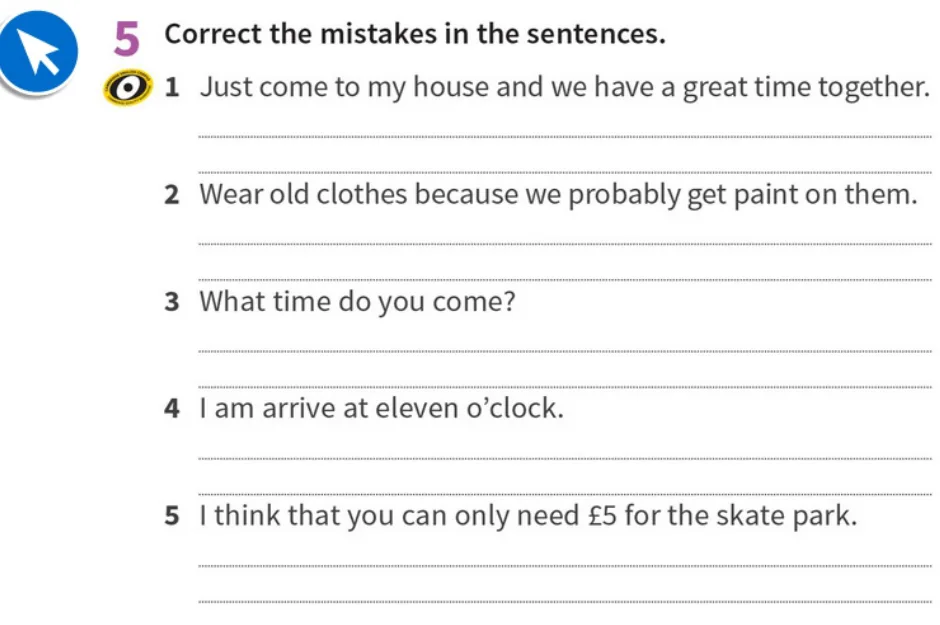 5 Correct the mistakes in the sentences.
1 Just come to my house and we have a great time together.
2 Wear old clothes because we probably get paint on them.
3 What time do you come?
4 I am arrive at eleven o’clock.
5 I think that you can only need £5 for the skate park.